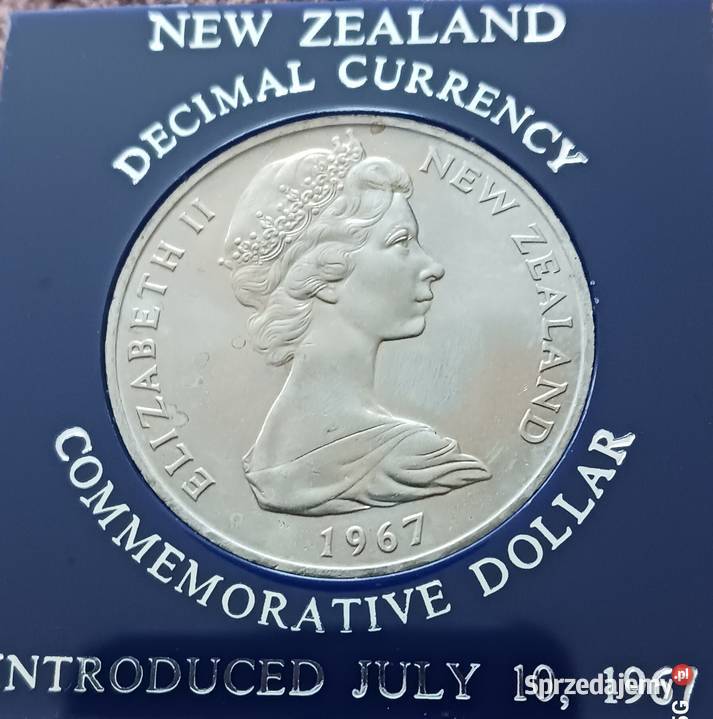 NEW ZEALAND
DECIMAL CURRENCY
ELIZABETH II
NEW ZEALAND
1967
COMMEMORATIVE DOLLAR
INTRODUCED JULY 10, 1967
Sprzedajemy.pl